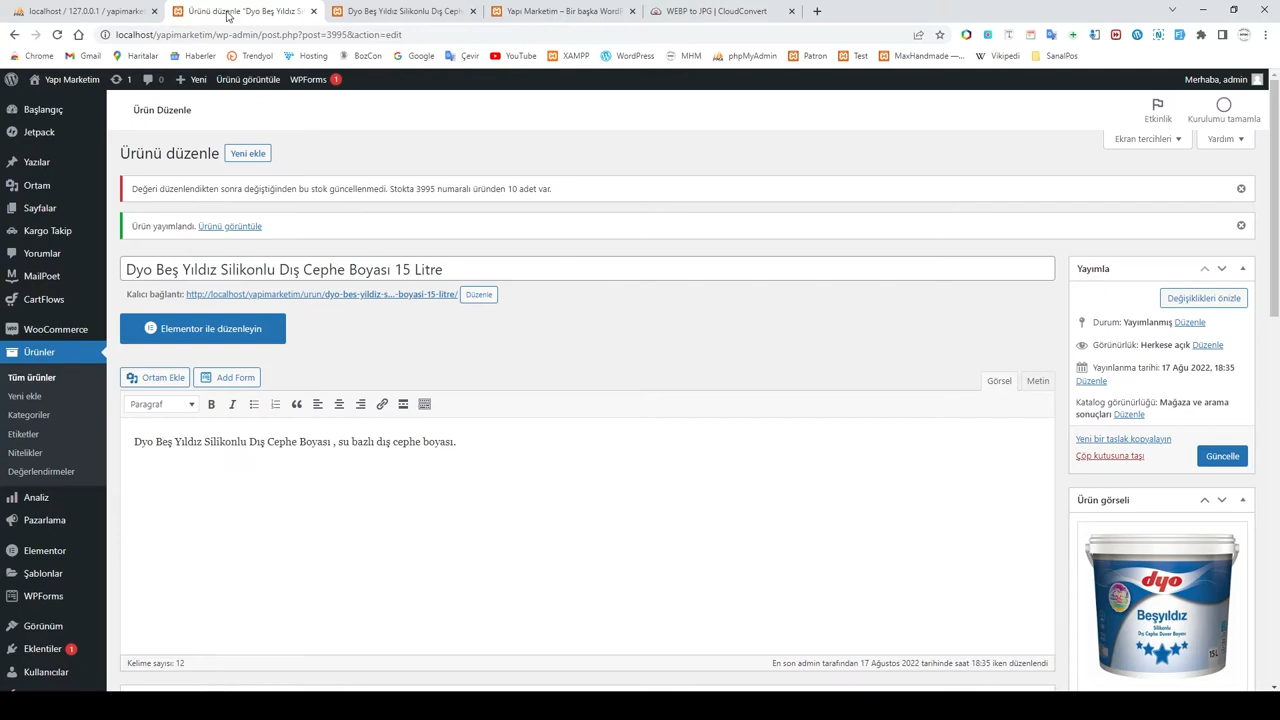 localhost / 127.0.0.1 / yapimarket
Ürünü düzenle "Dyo Beş Yıldız Sil
Dyo Beş Yıldız Silikonlu Dış Ceph
Yapı Marketim – Bir başka WordP
WEBP to JPG | CloudConvert
localhost/yapimarketim/wp-admin/post.php?post=3995&action=edit
Chrome
Gmail
Haritalar
Haberler
Trendyol
Hosting
BozCon
Google
Çevir
YouTube
XAMPP
WordPress
MHM
phpMyAdmin
Patron
Test
MaxHandmade —...
Vikipedi
SanalPos
Yapı Marketim
1
0
Yeni
Ürünü görüntüle
WPForms 1
Merhaba, admin
Başlangıç
Jetpack
Yazılar
Ortam
Sayfalar
Kargo Takip
Yorumlar
MailPoet
CartFlows
WooCommerce
Ürünler
Tüm ürünler
Yeni ekle
Kategoriler
Etiketler
Nitelikler
Değerlendirmeler
Analiz
Pazarlama
Elementor
Şablonlar
WPForms
Görünüm
Eklentiler 1
Kullanıcılar
Ürün Düzenle
Etkinlik
Kurulumu tamamla
Ekran tercihleri
Yardım
Ürünü düzenle
Yeni ekle
Değeri düzenlendikten sonra değiştiğinden bu stok güncellenmedi. Stokta 3995 numaralı üründen 10 adet var.
Ürün yayımlandı. Ürünü görüntüle
Dyo Beş Yıldız Silikonlu Dış Cephe Boyası 15 Litre
Kalıcı bağlantı: http://localhost/yapimarketim/urun/dyo-bes-yildiz-s...-boyasi-15-litre/ Düzenle
Elementor ile düzenleyin
Ortam Ekle
Add Form
Görsel
Metin
Paragraf
B
I
Dyo Beş Yıldız Silikonlu Dış Cephe Boyası , su bazlı dış cephe boyası.
Kelime sayısı: 12
En son admin tarafından 17 Ağustos 2022 tarihinde saat 18:35 iken düzenlendi
Yayımla
Değişiklikleri önizle
Durum: Yayımlanmış Düzenle
Görünürlük: Herkese açık Düzenle
Yayınlanma tarihi: 17 Ağu 2022, 18:35
Düzenle
Katalog görünürlüğü: Mağaza ve arama
sonuçları Düzenle
Yeni bir taslak kopyalayın
Çöp kutusuna taşı
Güncelle
Ürün görseli
dyo
Beşyıldız
Silikonlu
Dış Cephe Duvar Boyası
15L